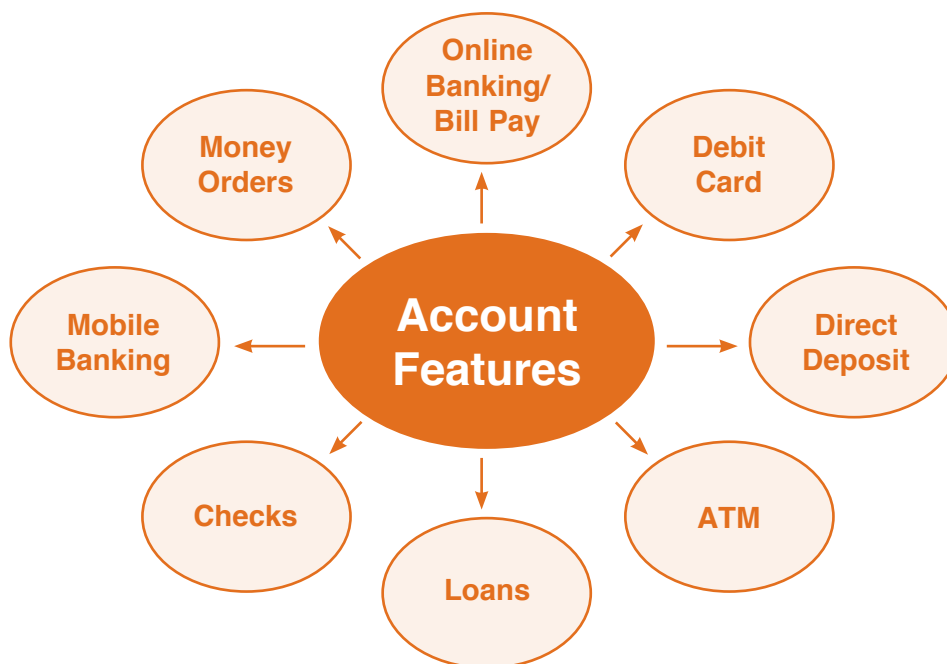 Online
Banking/
Bill Pay
Money
Orders
Debit
Card
Account
Features
Mobile
Banking
Direct
Deposit
Checks
ATM
Loans